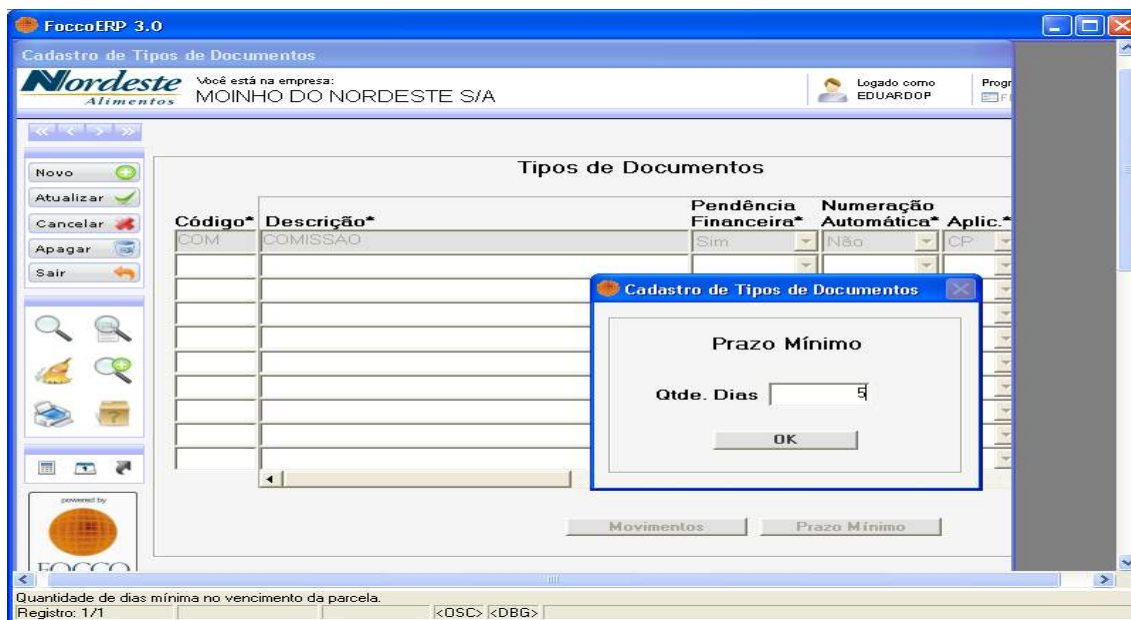 FoccoERP 3.0
Cadastro de Tipos de Documentos
Nordeste
Alimentos
Você está na empresa:
MOINHO DO NORDESTE S/A
Logado como
EDUARDOP
Progr
Novo
Atualizar
Cancelar
Apagar
Sair
Tipos de Documentos
Pendência Numeração
Código* Descrição* Financeira* Automática* Aplic.*
COM COMISSAO Sim Não CP
Cadastro de Tipos de Documentos
Prazo Mínimo
Qtde. Dias 5
OK
Movimentos Prazo Mínimo
powered by
FOCCO
Quantidade de dias mínima no vencimento da parcela.
Registro: 1/1 <OSC> <DBG>